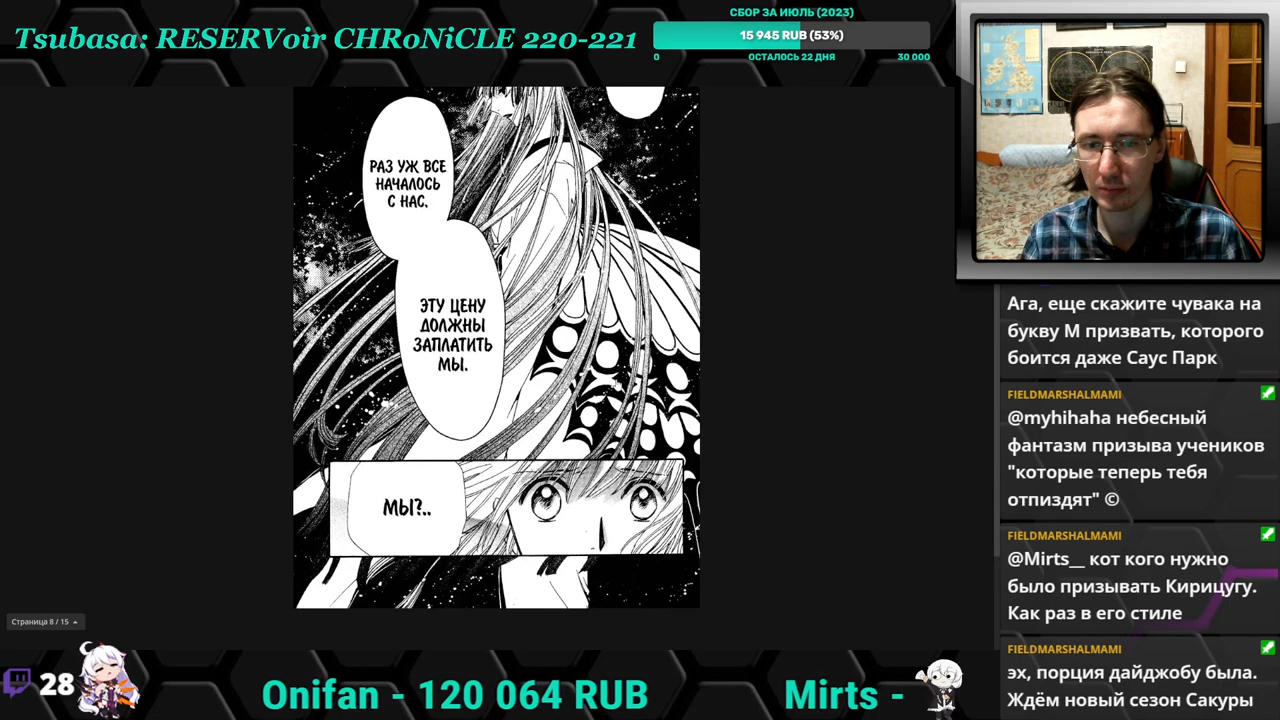 Tsubasa: RESERVoir CHRoNiCLE 220-221
СБОР ЗА ИЮЛЬ (2023)
15 945 RUB (53%)
0
ОСТАЛОСЬ 22 ДНЯ
30 000
РАЗ УЖ ВСЕ
НАЧАЛОСЬ
С НАС.
ЭТУ ЦЕНУ
ДОЛЖНЫ
ЗАПЛАТИТЬ
МЫ.
МЫ?..
Страница 8 / 15
Ага, еще скажите чувака на
букву М призвать, которого
боится даже Саус Парк
FIELDMARSHALMAMI
@myhihaha небесный
фантазм призыва учеников
"которые теперь тебя
отпиздят" ©
FIELDMARSHALMAMI
@Mirts__ кот кого нужно
было призывать Кирицугу.
Как раз в его стиле
FIELDMARSHALMAMI
эх, порция дайджобу была.
Ждём новый сезон Сакуры
28
Onifan - 120 064 RUB
Mirts -